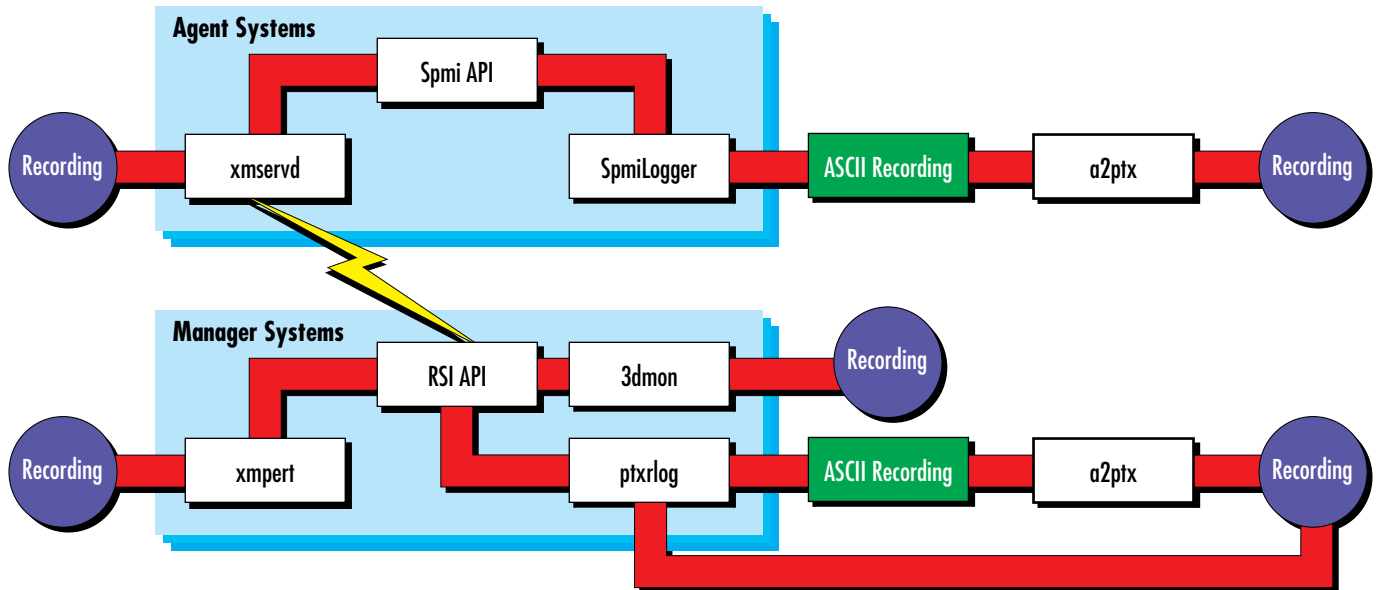 Agent Systems
Spmi API
Recording
xmservd
SpmiLogger
ASCII Recording
a2ptx
Recording
Manager Systems
RSI API
3dmon
Recording
Recording
xmpert
ptxrlog
ASCII Recording
a2ptx
Recording